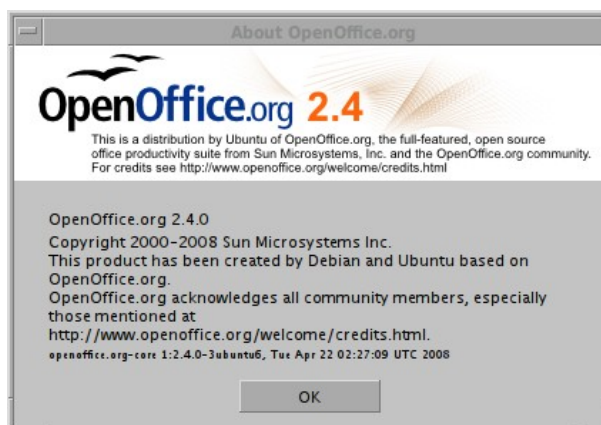 About OpenOffice.org
OpenOffice.org 2.4
This is a distribution by Ubuntu of OpenOffice.org, the full-featured, open source
office productivity suite from Sun Microsystems, Inc. and the OpenOffice.org community.
For credits see http://www.openoffice.org/welcome/credits.html
OpenOffice.org 2.4.0
Copyright 2000-2008 Sun Microsystems Inc.
This product has been created by Debian and Ubuntu based on
OpenOffice.org.
OpenOffice.org acknowledges all community members, especially
those mentioned at
http://www.openoffice.org/welcome/credits.html.
openoffice.org-core 1:2.4.0-3ubuntu6, Tue Apr 22 02:27:09 UTC 2008
OK